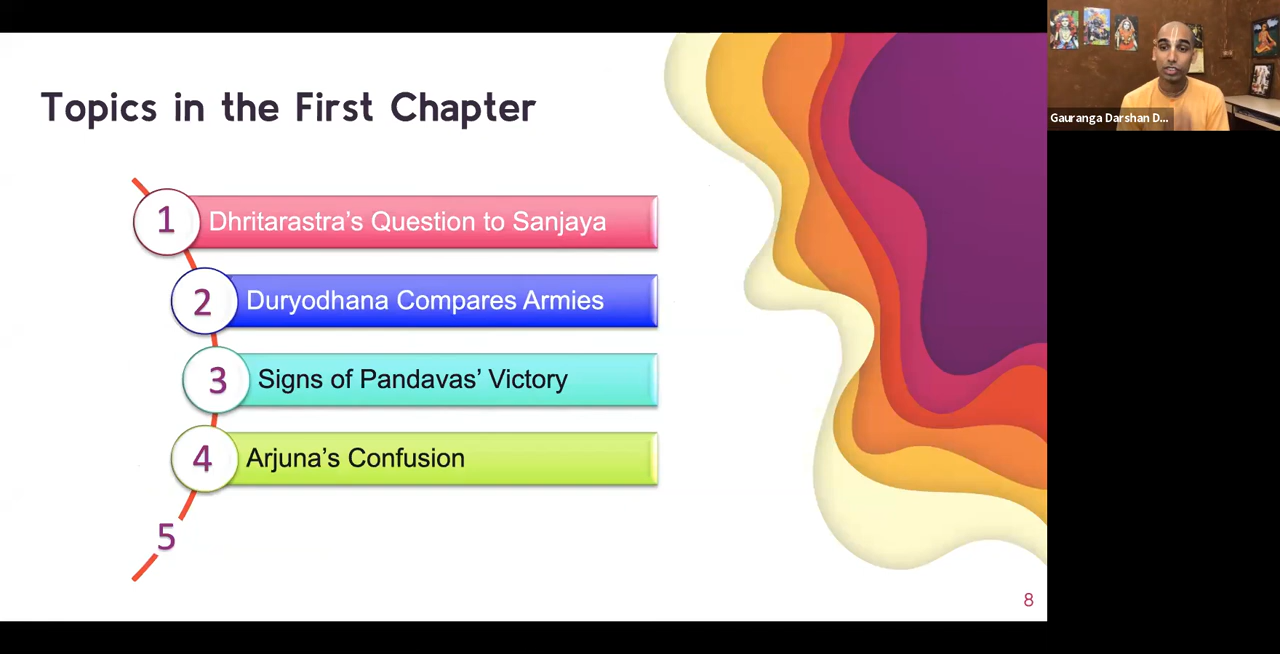 Topics in the First Chapter
1 Dhritarastra's Question to Sanjaya
2 Duryodhana Compares Armies
3 Signs of Pandavas' Victory
4 Arjuna's Confusion
5
8
Gauranga Darshan D...